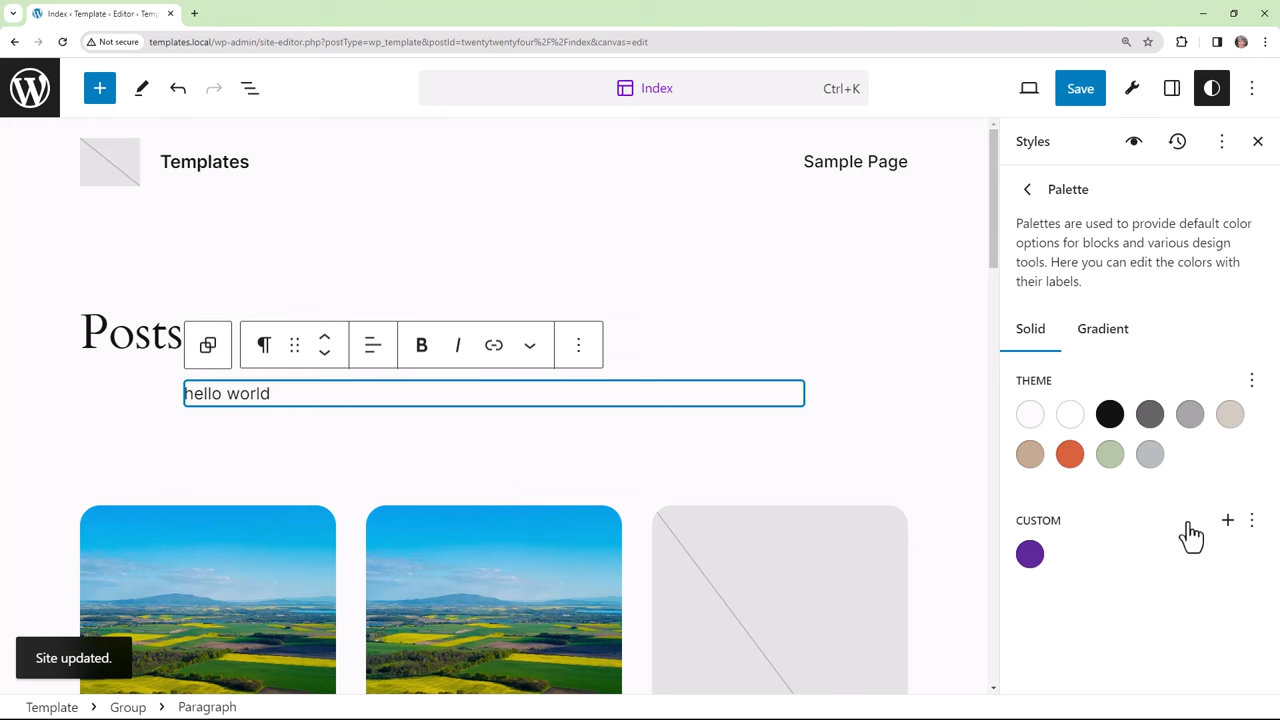 Index ‹ Template ‹ Editor ‹ Temp
Not secure
templates.local/wp-admin/site-editor.php?postType=wp_template&postId=twentytwentyfour%2F%2Findex&canvas=edit
Index
Ctrl+K
Save
Templates
Sample Page
Posts
B
I
hello world
Styles
Palette
Palettes are used to provide default color
options for blocks and various design
tools. Here you can edit the colors with
their labels.
Solid
Gradient
THEME
CUSTOM
Site updated.
Template
Group
Paragraph